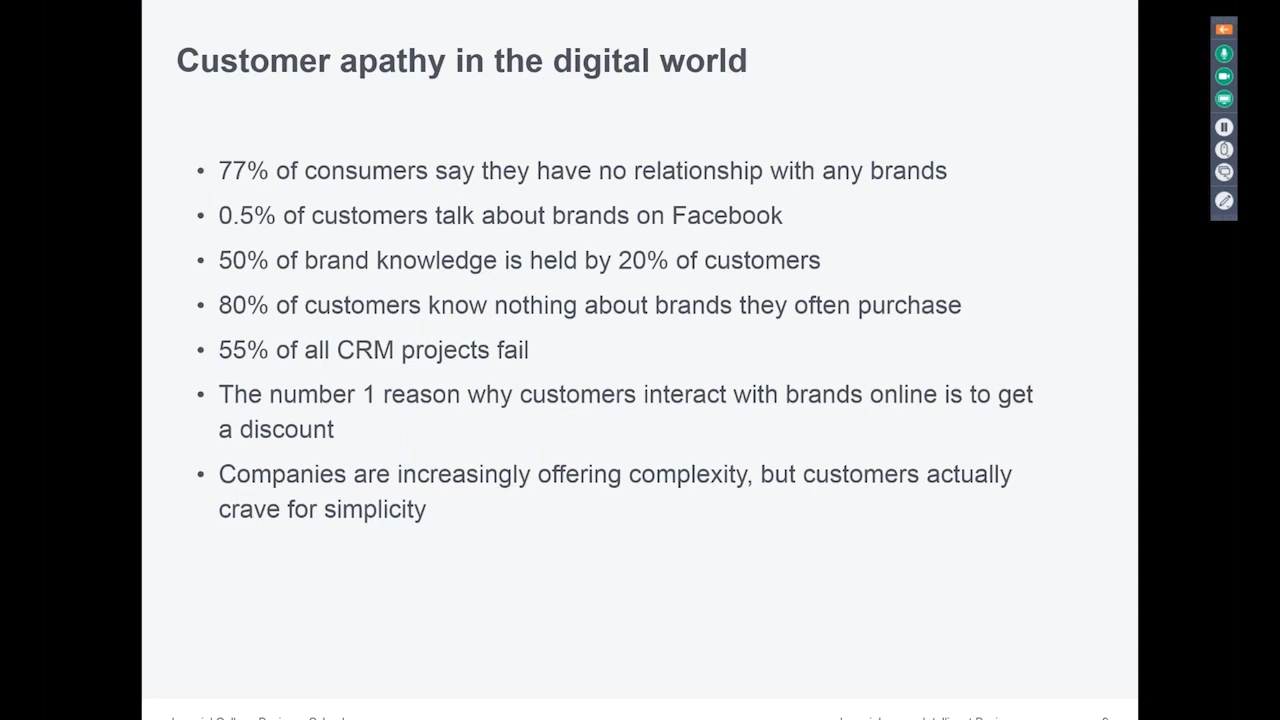 Customer apathy in the digital world
• 77% of consumers say they have no relationship with any brands
• 0.5% of customers talk about brands on Facebook
• 50% of brand knowledge is held by 20% of customers
• 80% of customers know nothing about brands they often purchase
• 55% of all CRM projects fail
• The number 1 reason why customers interact with brands online is to get
a discount
• Companies are increasingly offering complexity, but customers actually
crave for simplicity